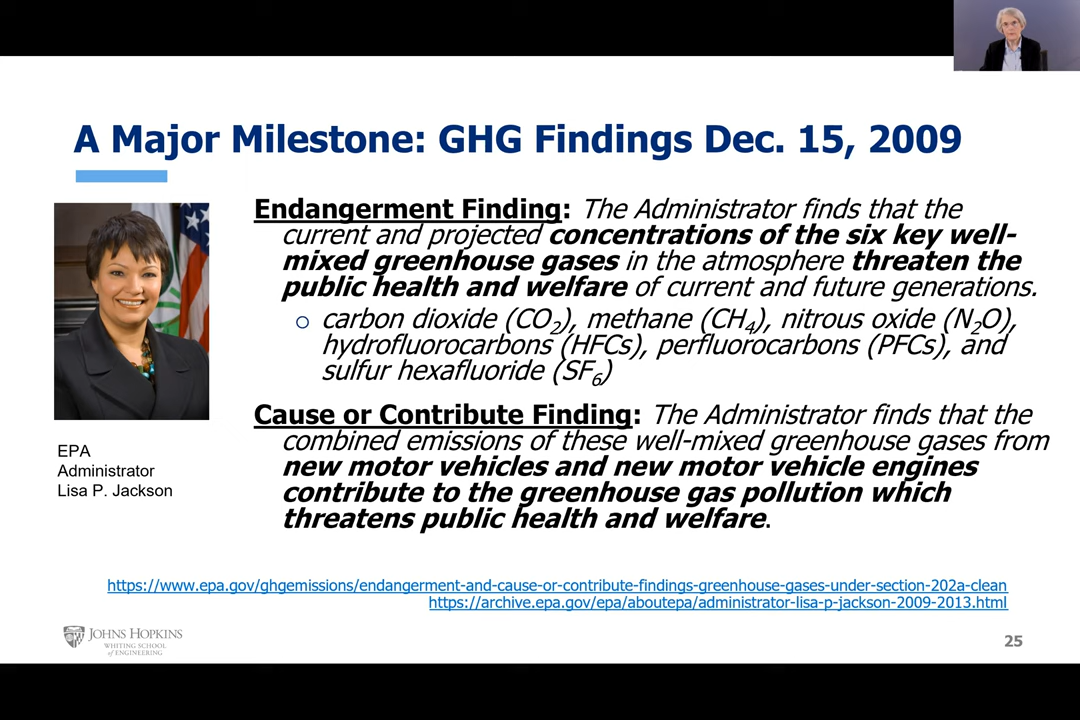 A Major Milestone: GHG Findings Dec. 15, 2009
Endangerment Finding: The Administrator finds that the
current and projected concentrations of the six key well-
mixed greenhouse gases in the atmosphere threaten the
public health and welfare of current and future generations.
o carbon dioxide (CO2), methane (CH4), nitrous oxide (N2O),
hydrofluorocarbons (HFCs), perfluorocarbons (PFCs), and
sulfur hexafluoride (SF6)
Cause or Contribute Finding: The Administrator finds that the
combined emissions of these well-mixed greenhouse gases from
new motor vehicles and new motor vehicle engines
contribute to the greenhouse gas pollution which
threatens public health and welfare.
EPA
Administrator
Lisa P. Jackson
https://www.epa.gov/ghgemissions/endangerment-and-cause-or-contribute-findings-greenhouse-gases-under-section-202a-clean
https://archive.epa.gov/epa/aboutepa/administrator-lisa-p-jackson-2009-2013.html
JOHNS HOPKINS
WHITING SCHOOL
of ENGINEERING
25